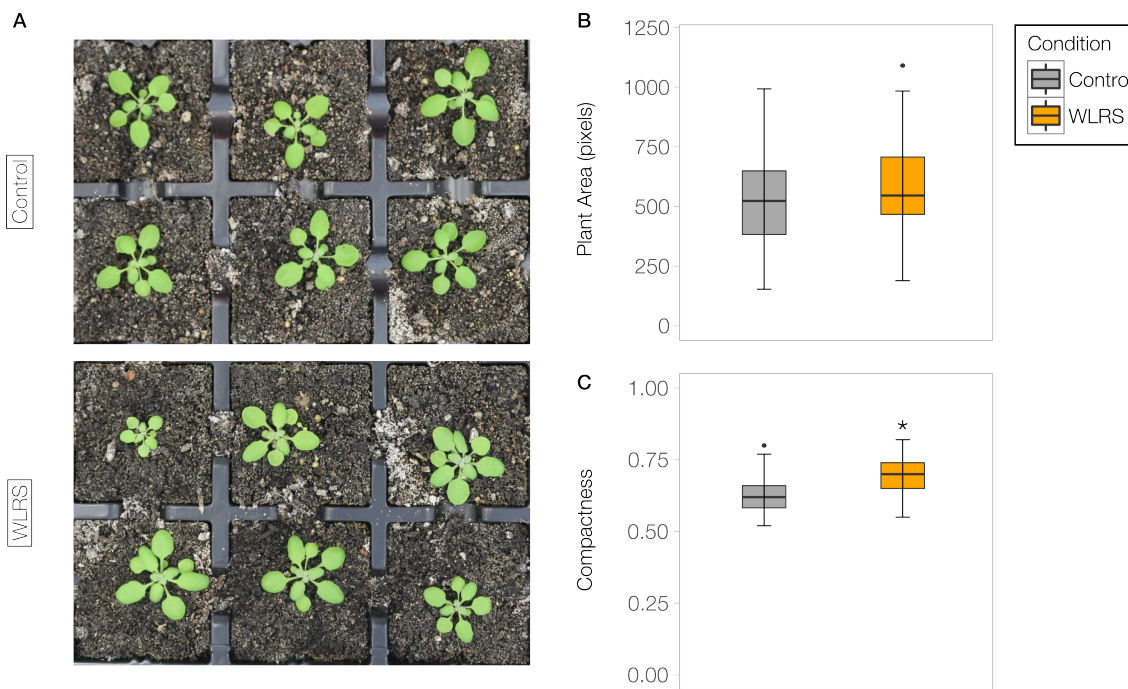 A
Control
WLRS
B
Plant Area (pixels)
1250
1000
750
500
250
0
Condition
Contro
WLRS
C
Compactness
1.00
0.75
0.50
0.25
0.00
*